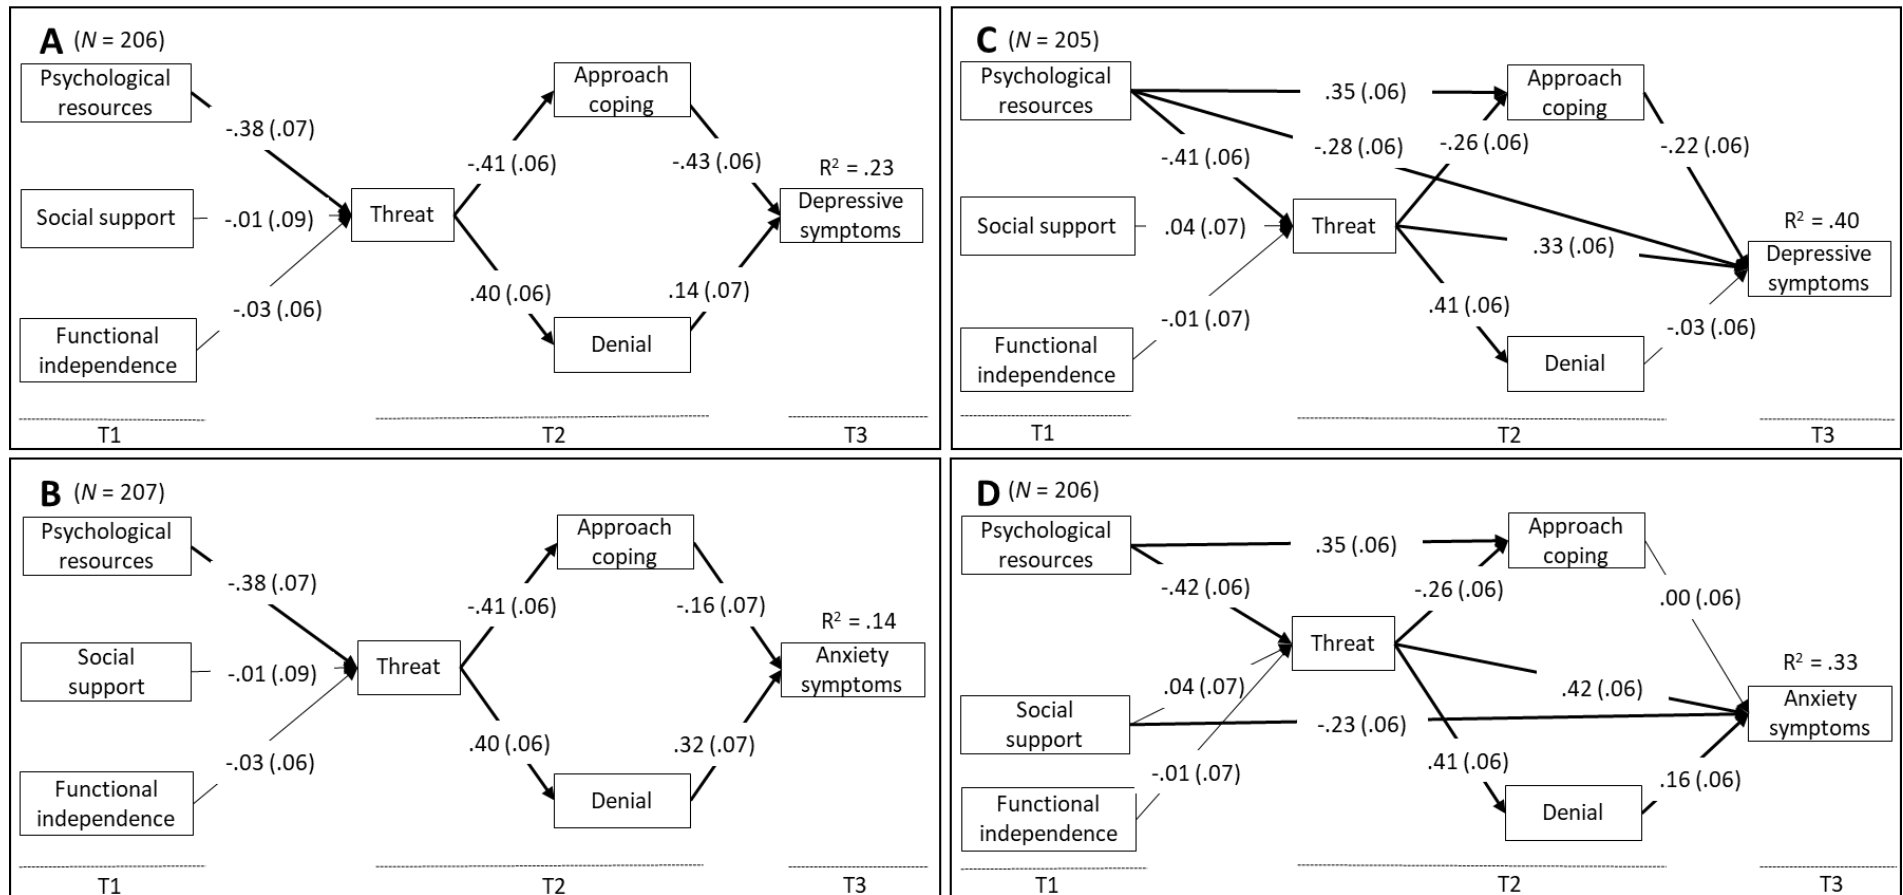 A (N = 206)
Psychological
resources
Approach
coping
-.38 (.07)
-.41 (.06)
-.43 (.06)
R² = .23
Social support
-.01 (.09)
Threat
Depressive
symptoms
.40 (.06)
.14 (.07)
-.03 (.06)
Functional
independence
Denial
T1
T2
T3
B (N = 207)
Psychological
resources
Approach
coping
-.38 (.07)
-.41 (.06)
-.16 (.07)
R² = .14
Social
support
-.01 (.09)
Threat
Anxiety
symptoms
.40 (.06)
.32 (.07)
-.03 (.06)
Functional
independence
Denial
T1
T2
T3
C (N = 205)
Psychological
resources
.35 (.06)
Approach
coping
-.41 (.06)
-.28 (.06)
-.26 (.06)
-.22 (.06)
R² = .40
Social support
.04 (.07)
Threat
.33 (.06)
Depressive
symptoms
-.01 (.07)
.41 (.06)
-.03 (.06)
Functional
independence
Denial
T1
T2
T3
D (N = 206)
Psychological
resources
.35 (.06)
Approach
coping
-.42 (.06)
-.26 (.06)
.00 (.06)
Threat
R² = .33
.04 (.07)
.42 (.06)
Social
support
-.23 (.06)
Anxiety
symptoms
-.01 (.07)
.41 (.06)
.16 (.06)
Functional
independence
Denial
T1
T2
T3